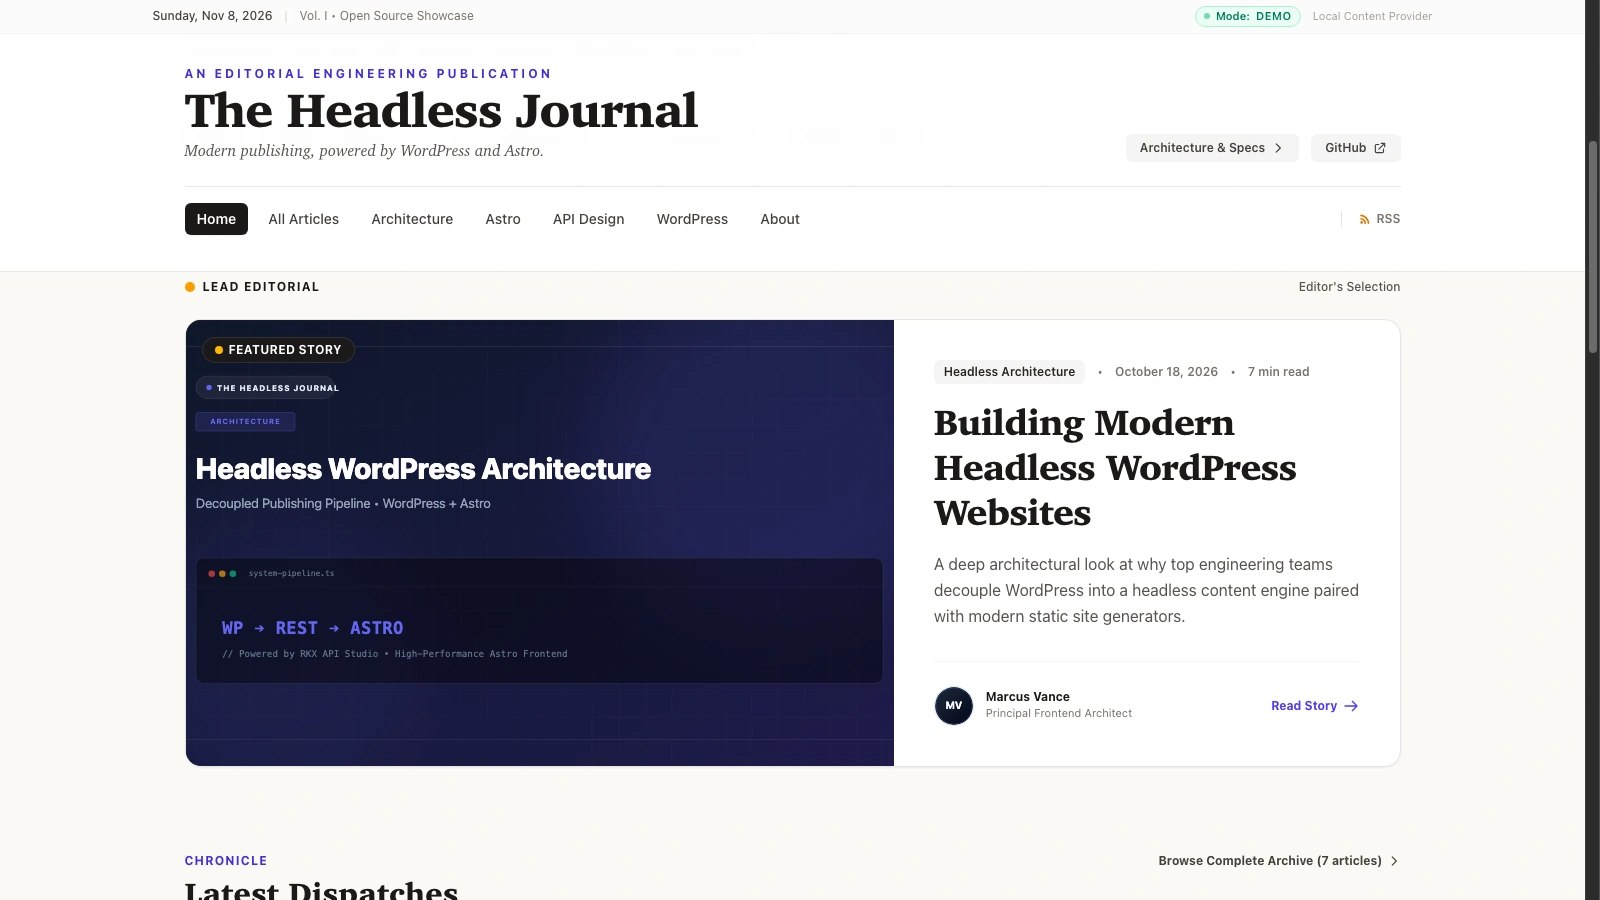 Sunday, Nov 8, 2026
Vol. I • Open Source Showcase
Mode: DEMO
Local Content Provider
AN EDITORIAL ENGINEERING PUBLICATION
The Headless Journal
Modern publishing, powered by WordPress and Astro.
Architecture & Specs
GitHub
Home
All Articles
Architecture
Astro
API Design
WordPress
About
RSS
LEAD EDITORIAL
Editor's Selection
FEATURED STORY
THE HEADLESS JOURNAL
ARCHITECTURE
Headless WordPress Architecture
Decoupled Publishing Pipeline • WordPress + Astro
system-pipeline.ts
WP → REST → ASTRO
// Powered by RKX API Studio • High-Performance Astro Frontend
Headless Architecture • October 18, 2026 • 7 min read
Building Modern
Headless WordPress
Websites
A deep architectural look at why top engineering teams
decouple WordPress into a headless content engine paired
with modern static site generators.
MV
Marcus Vance
Principal Frontend Architect
Read Story →
CHRONICLE
Browse Complete Archive (7 articles)
Latest Dispatches